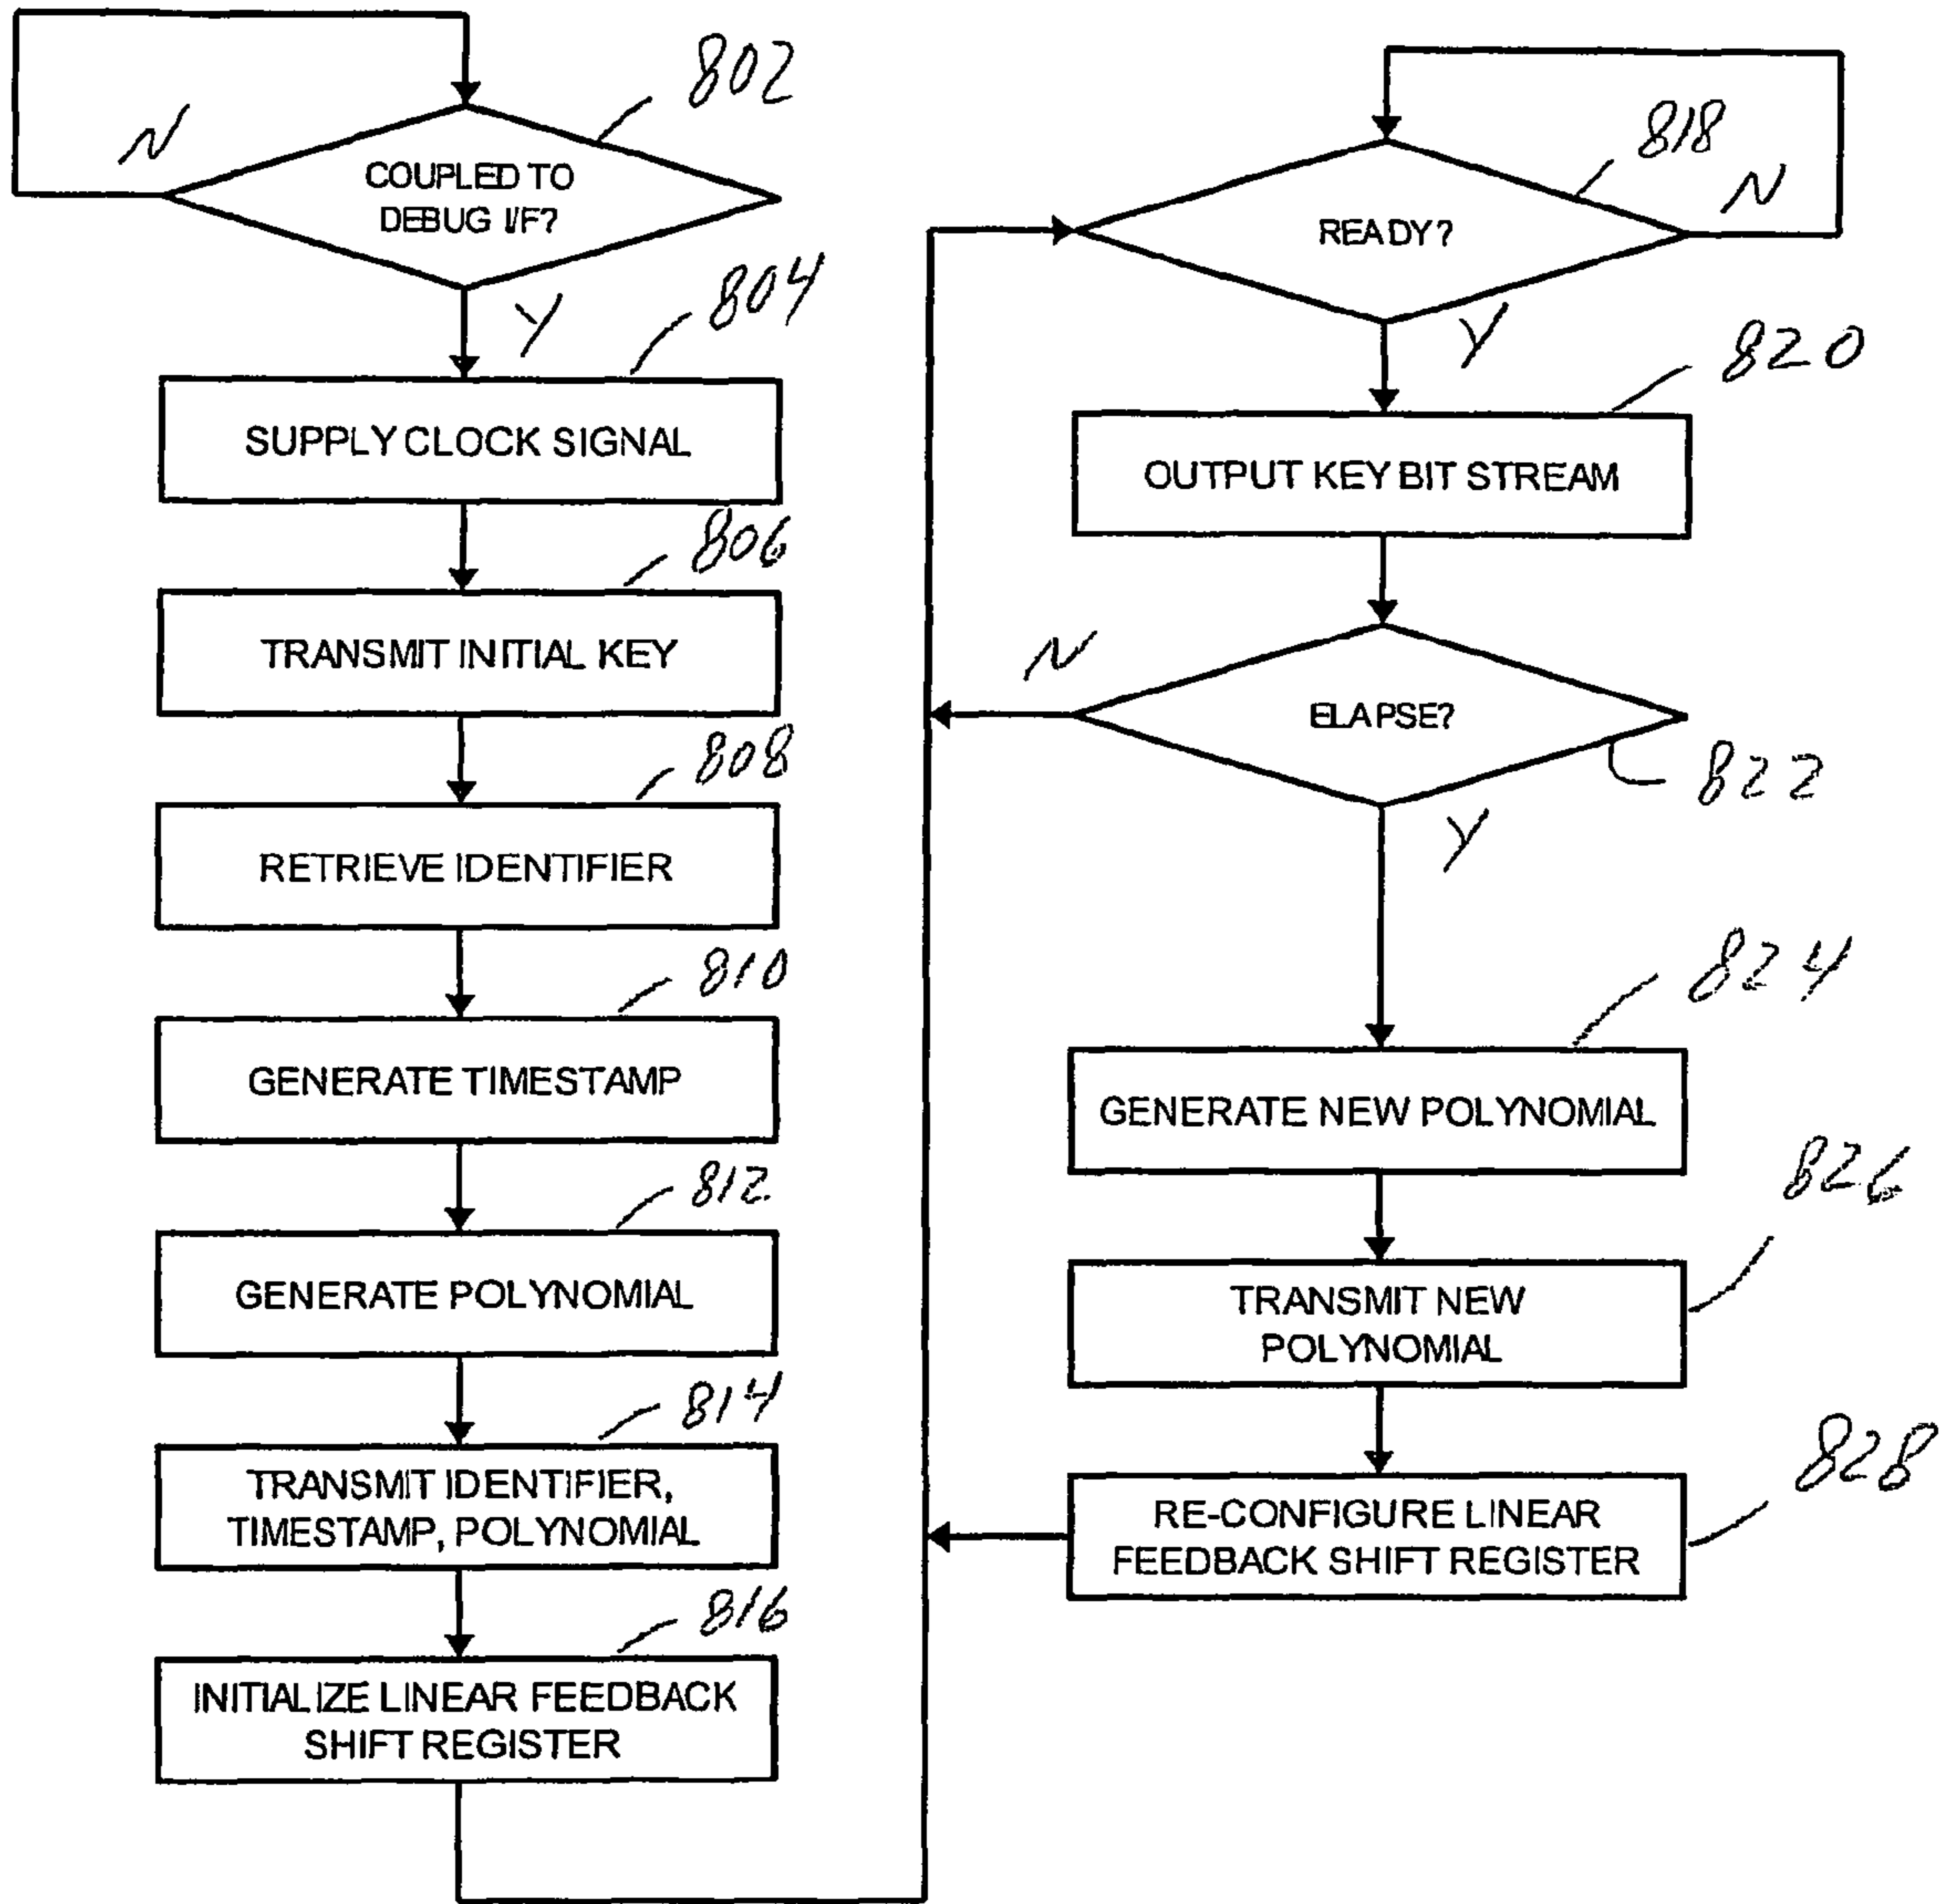 802
N
COUPLED TO
DEBUG I/F?
Y
804
SUPPLY CLOCK SIGNAL
806
TRANSMIT INITIAL KEY
808
RETRIEVE IDENTIFIER
810
GENERATE TIMESTAMP
812
GENERATE POLYNOMIAL
814
TRANSMIT IDENTIFIER,
TIMESTAMP, POLYNOMIAL
816
INITIALIZE LINEAR FEEDBACK
SHIFT REGISTER
818
N
READY?
Y
820
OUTPUT KEY BIT STREAM
N
ELAPSE?
822
Y
824
GENERATE NEW POLYNOMIAL
826
TRANSMIT NEW
POLYNOMIAL
828
RE-CONFIGURE LINEAR
FEEDBACK SHIFT REGISTER